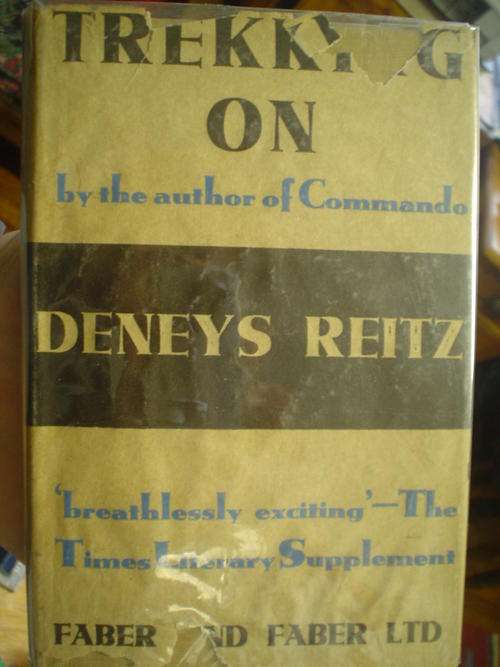 TREKKING
ON
by the author of Commando
DENEYS REITZ
'breathlessly exciting'—The
Times Literary Supplement
FABER AND FABER LTD